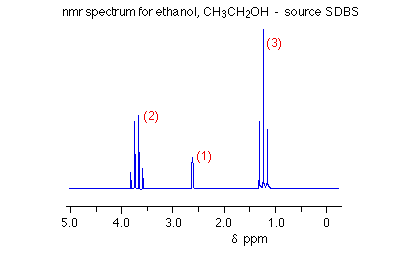 nmr spectrum for ethanol, CH₃CH₂OH - source SDBS
(3)
(2)
(1)
5.0 4.0 3.0 2.0 1.0 0
δ ppm